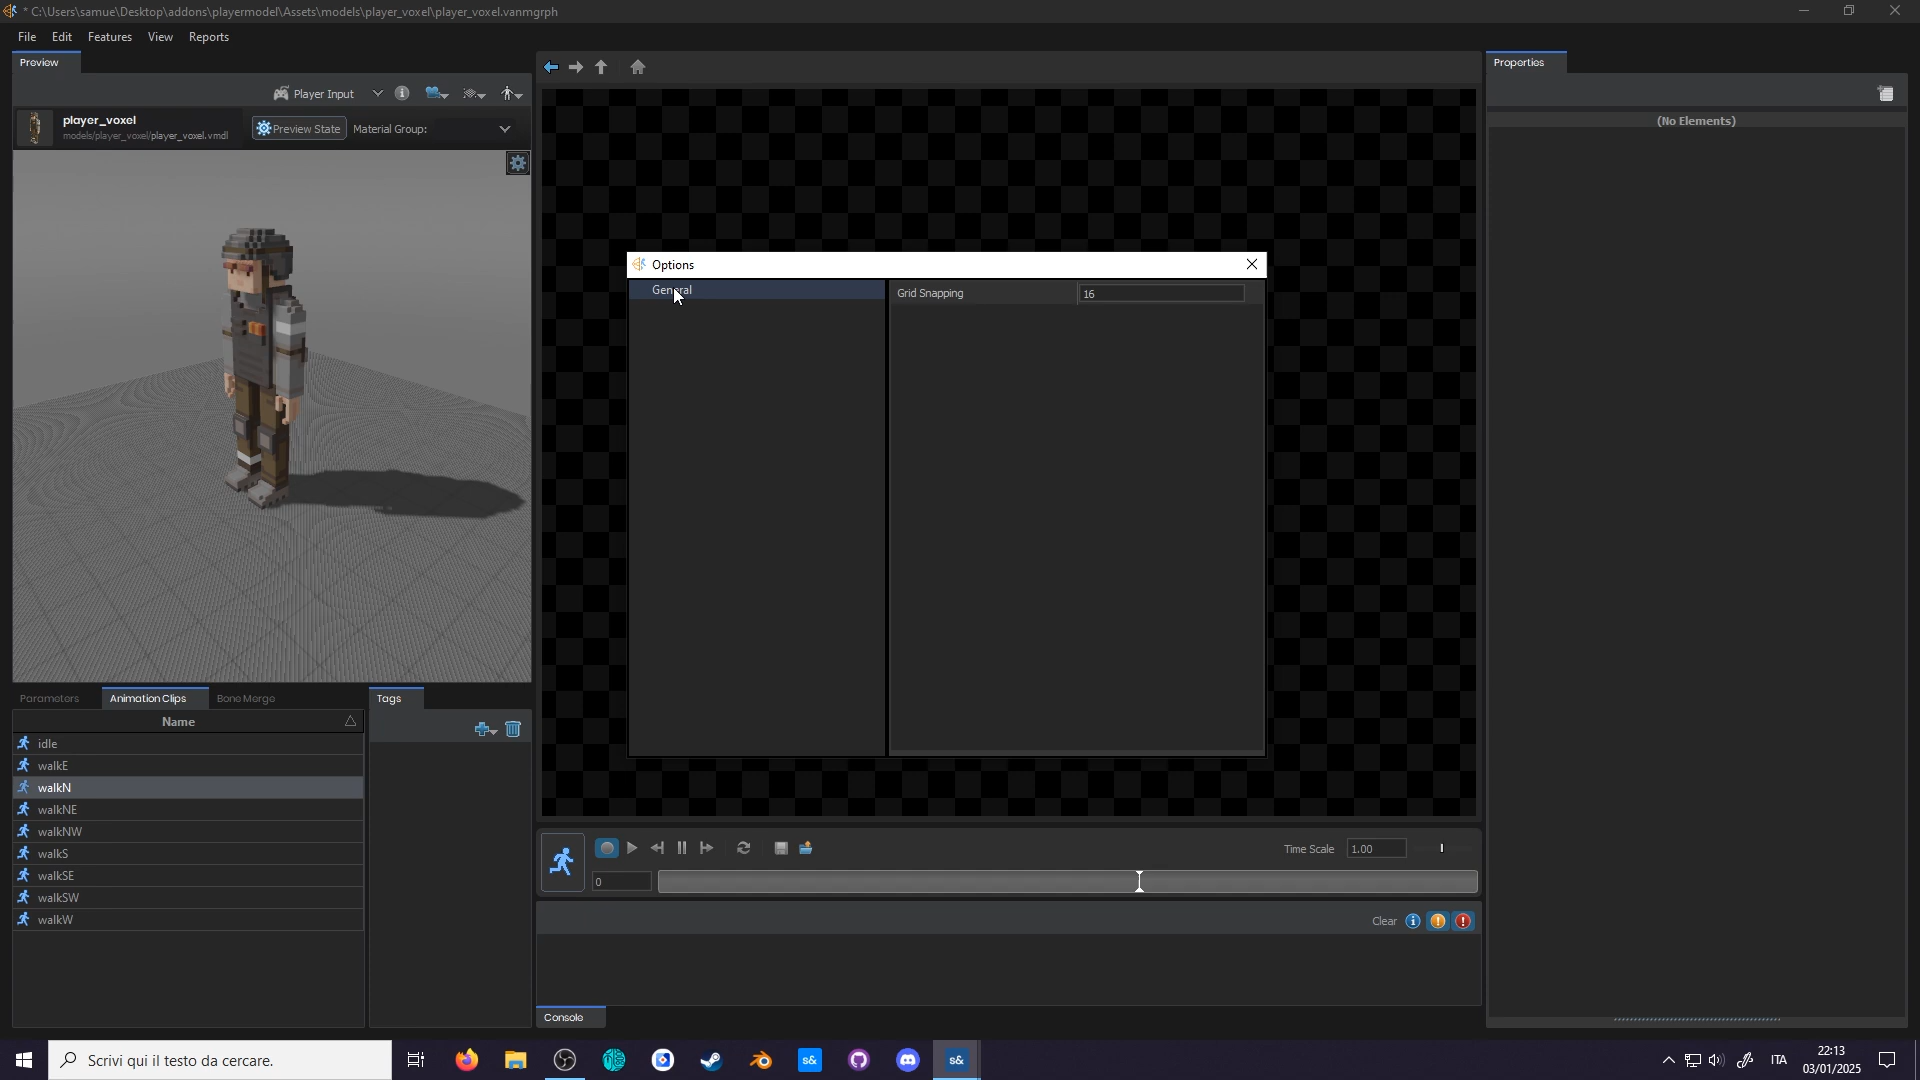 * C:\Users\samue\Desktop\addons\playermodel\Assets\models\player_voxel\player_voxel.vanmgrph
File Edit Features View Reports
Preview
Player Input
player_voxel
models/player_voxel/player_voxel.vmdl
Preview State
Material Group:
Properties
(No Elements)
Options
General
Grid Snapping
16
Parameters
Animation Clips
Bone Merge
Tags
Name
idle
walkE
walkN
walkNE
walkNW
walkS
walkSE
walkSW
walkW
Time Scale
1.00
0
Clear
Console
Scrivi qui il testo da cercare.
s&
s&
ITA
22:13
03/01/2025